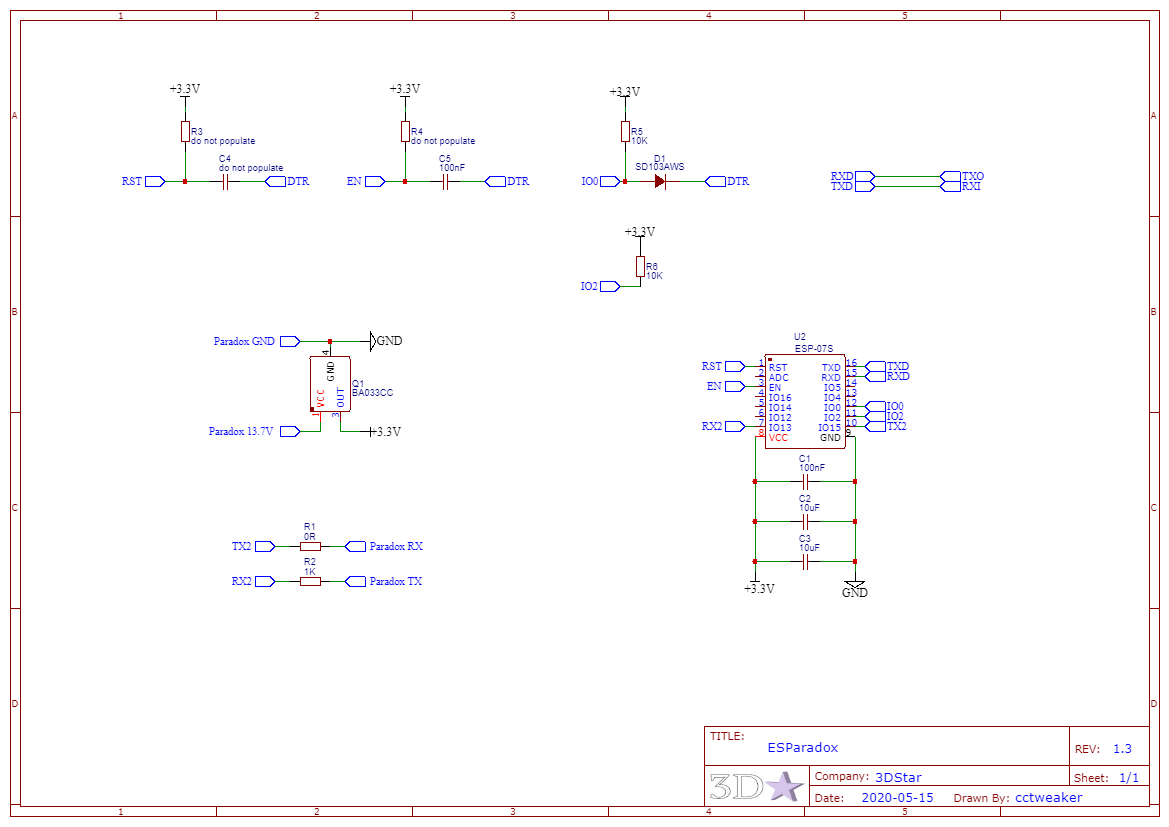 1 2 3 4 5
A A
B B
C C
D D
+3.3V
R3
do not populate
C4
do not populate
RST
DTR
+3.3V
R4
do not populate
C5
100nF
EN
DTR
+3.3V
R5
10K
D1
SD103AWS
IO0
DTR
RXD TXO
TXD RXI
+3.3V
R6
10K
IO2
Paradox GND
GND
4
GND
VCC
OUT
1
3
Q1
BA033CC
Paradox 13.7V
+3.3V
U2
ESP-07S
RST 1 RST TXD 16 TXD
2 ADC RXD 15 RXD
EN 3 EN IO5 14
4 IO16 IO4 13
5 IO14 IO0 12 IO0
6 IO12 IO2 11 IO2
RX2 7 IO13 IO15 10 TX2
8 VCC GND 9
C1
100nF
C2
10uF
C3
10uF
+3.3V
GND
R1
0R
TX2
Paradox RX
R2
1K
RX2
Paradox TX
TITLE:
ESParadox
REV: 1.3
3D
Company: 3DStar
Sheet: 1/1
Date: 2020-05-15 Drawn By: cctweaker
1 2 3 4 5